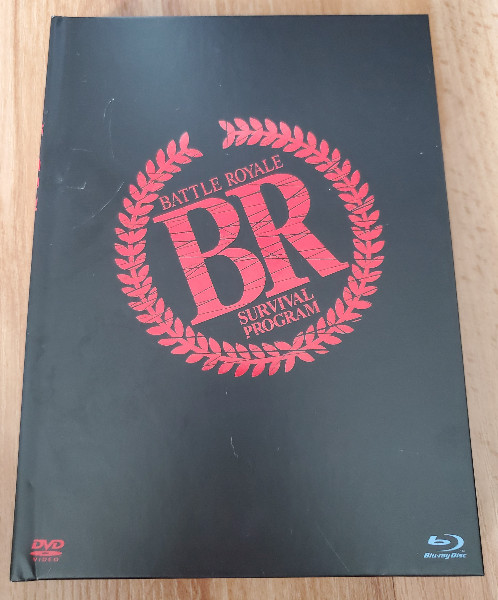 BATTLE ROYALE
BR
SURVIVAL
PROGRAM
DVD
VIDEO
Blu-ray Disc